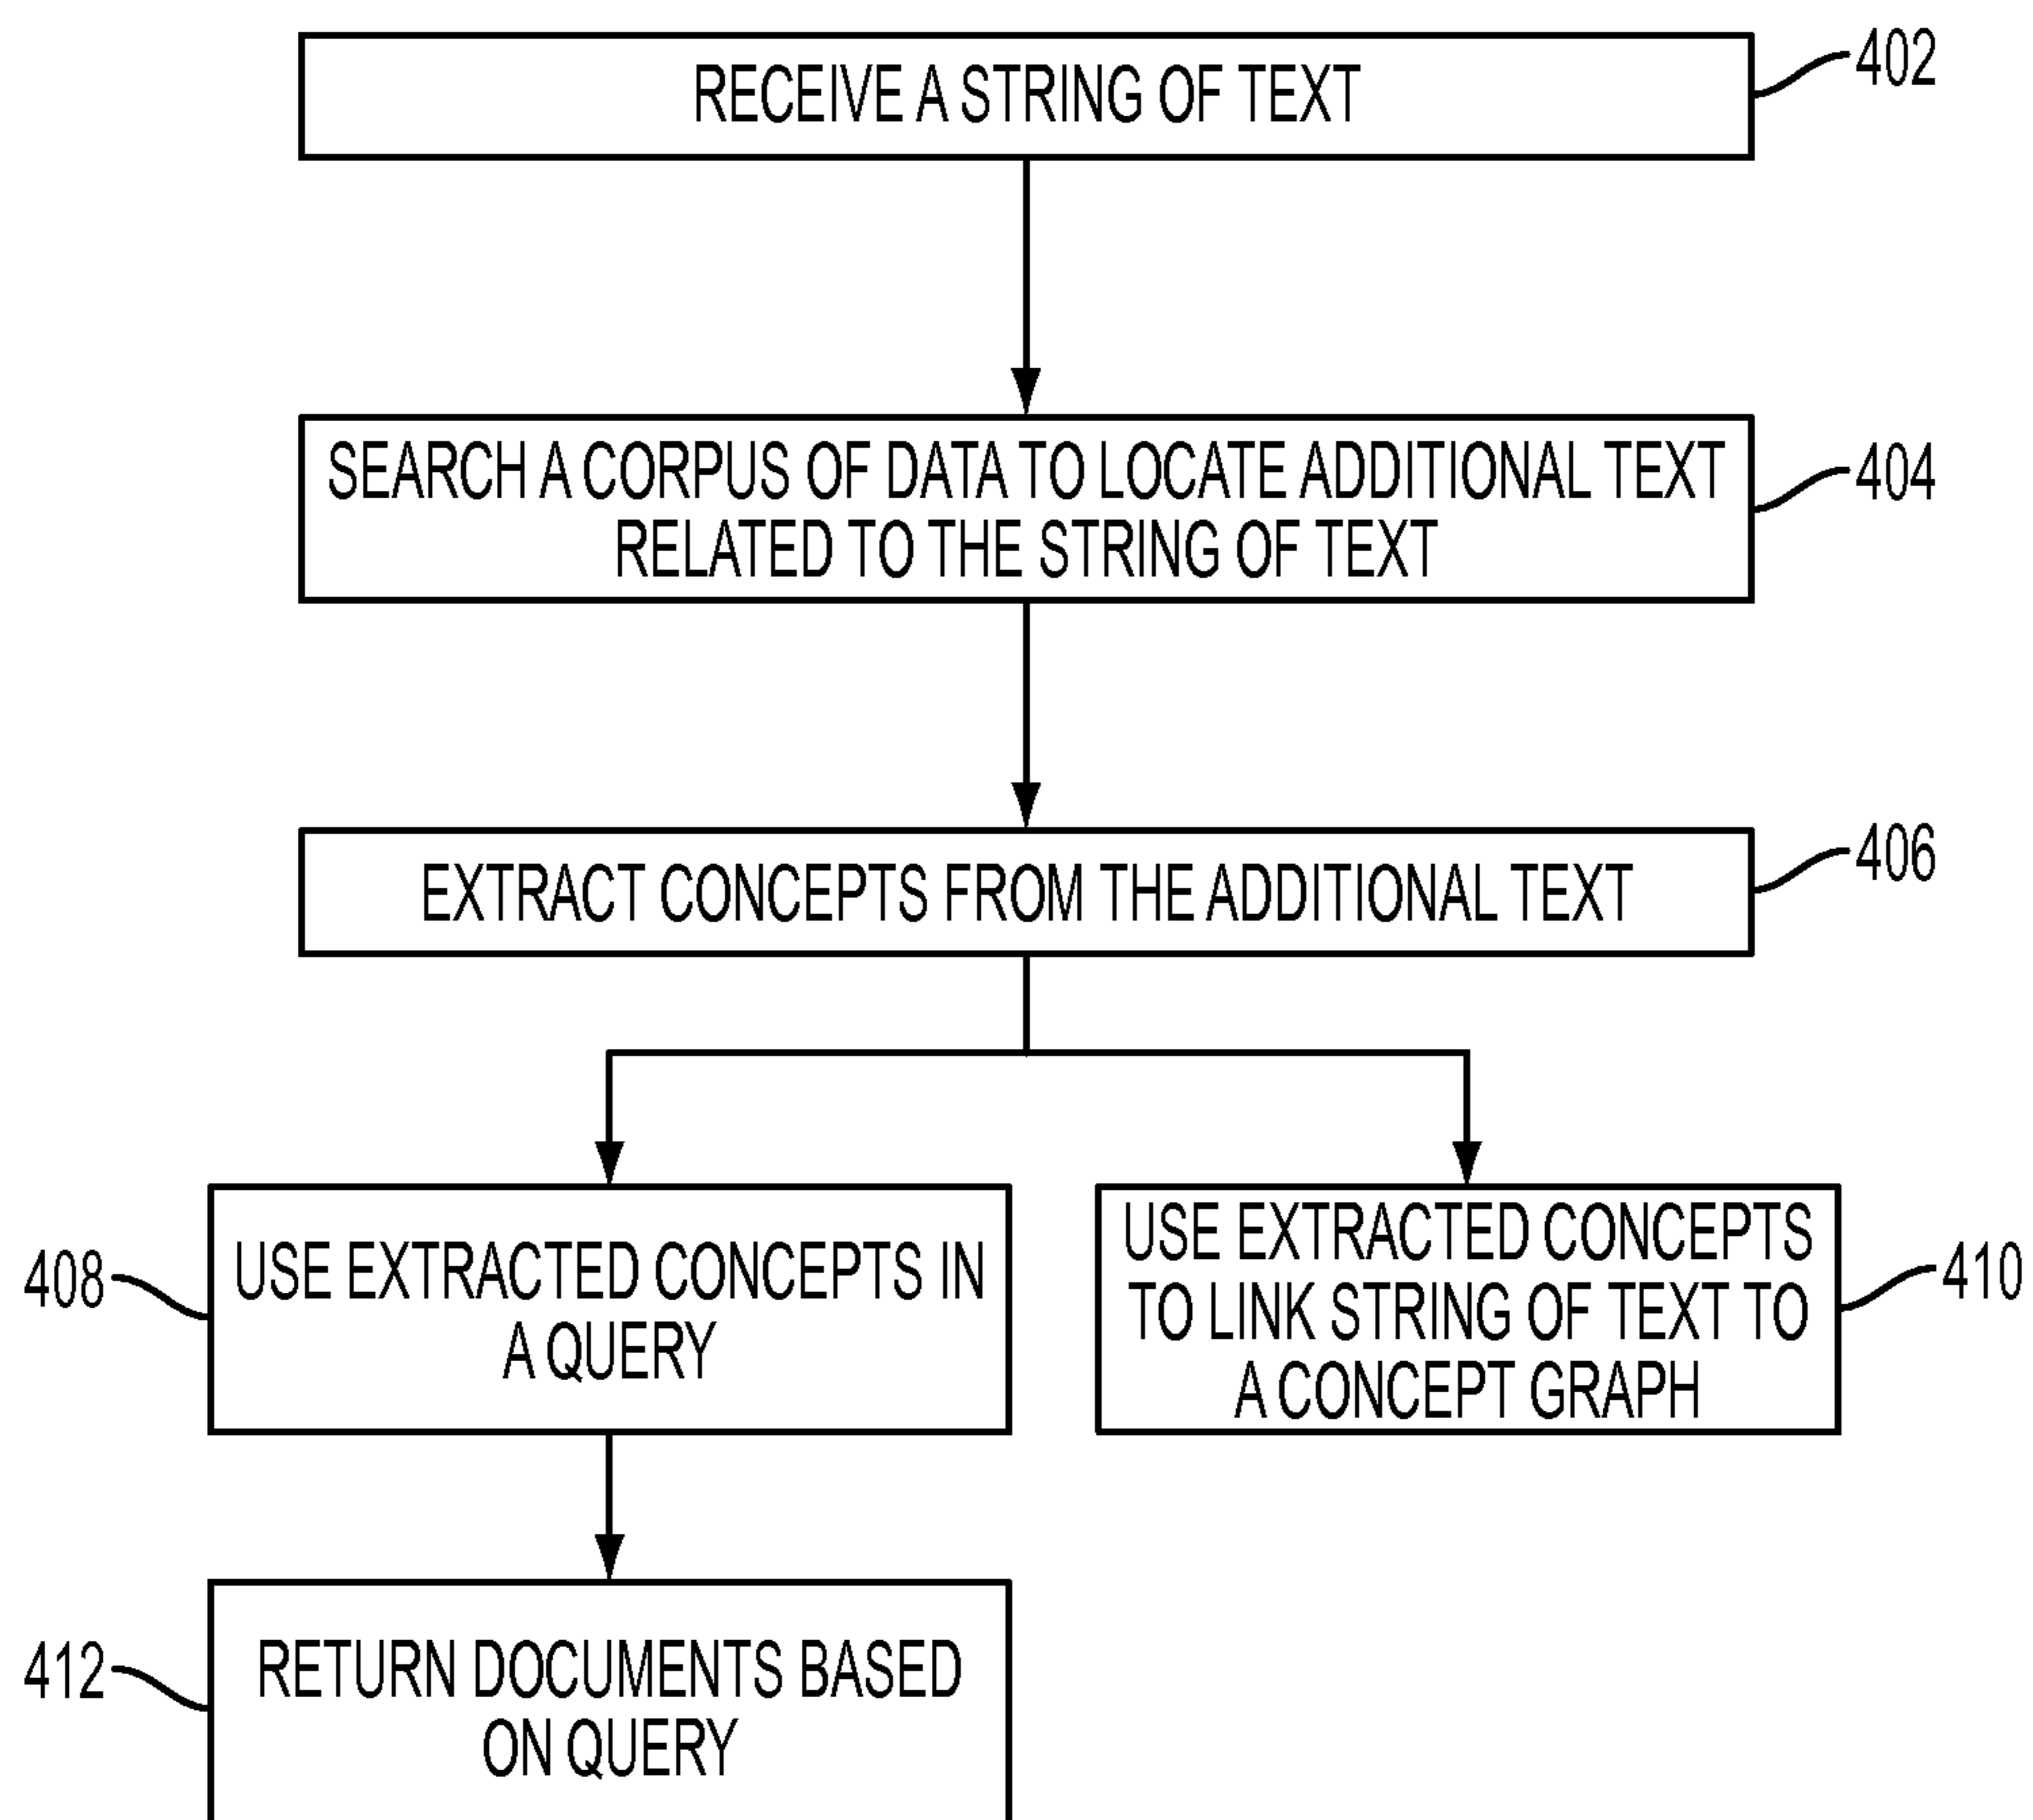 RECEIVE A STRING OF TEXT
402
SEARCH A CORPUS OF DATA TO LOCATE ADDITIONAL TEXT
RELATED TO THE STRING OF TEXT
404
EXTRACT CONCEPTS FROM THE ADDITIONAL TEXT
406
408
USE EXTRACTED CONCEPTS IN
A QUERY
USE EXTRACTED CONCEPTS
TO LINK STRING OF TEXT TO
A CONCEPT GRAPH
410
412
RETURN DOCUMENTS BASED
ON QUERY